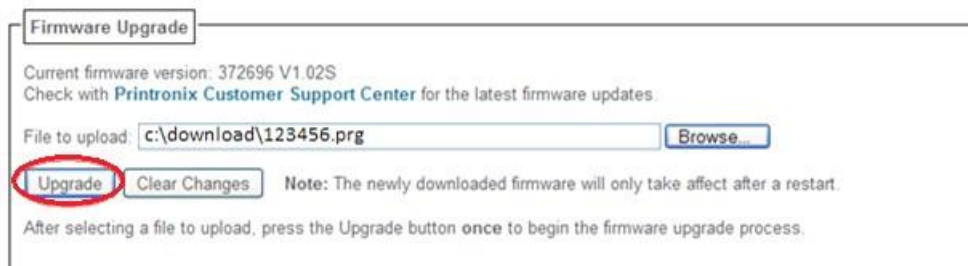 Firmware Upgrade
Current firmware version: 372696 V1.02S
Check with Printronix Customer Support Center for the latest firmware updates.
File to upload: c:\download\123456.prg Browse...
Upgrade Clear Changes Note: The newly downloaded firmware will only take affect after a restart.
After selecting a file to upload, press the Upgrade button once to begin the firmware upgrade process.